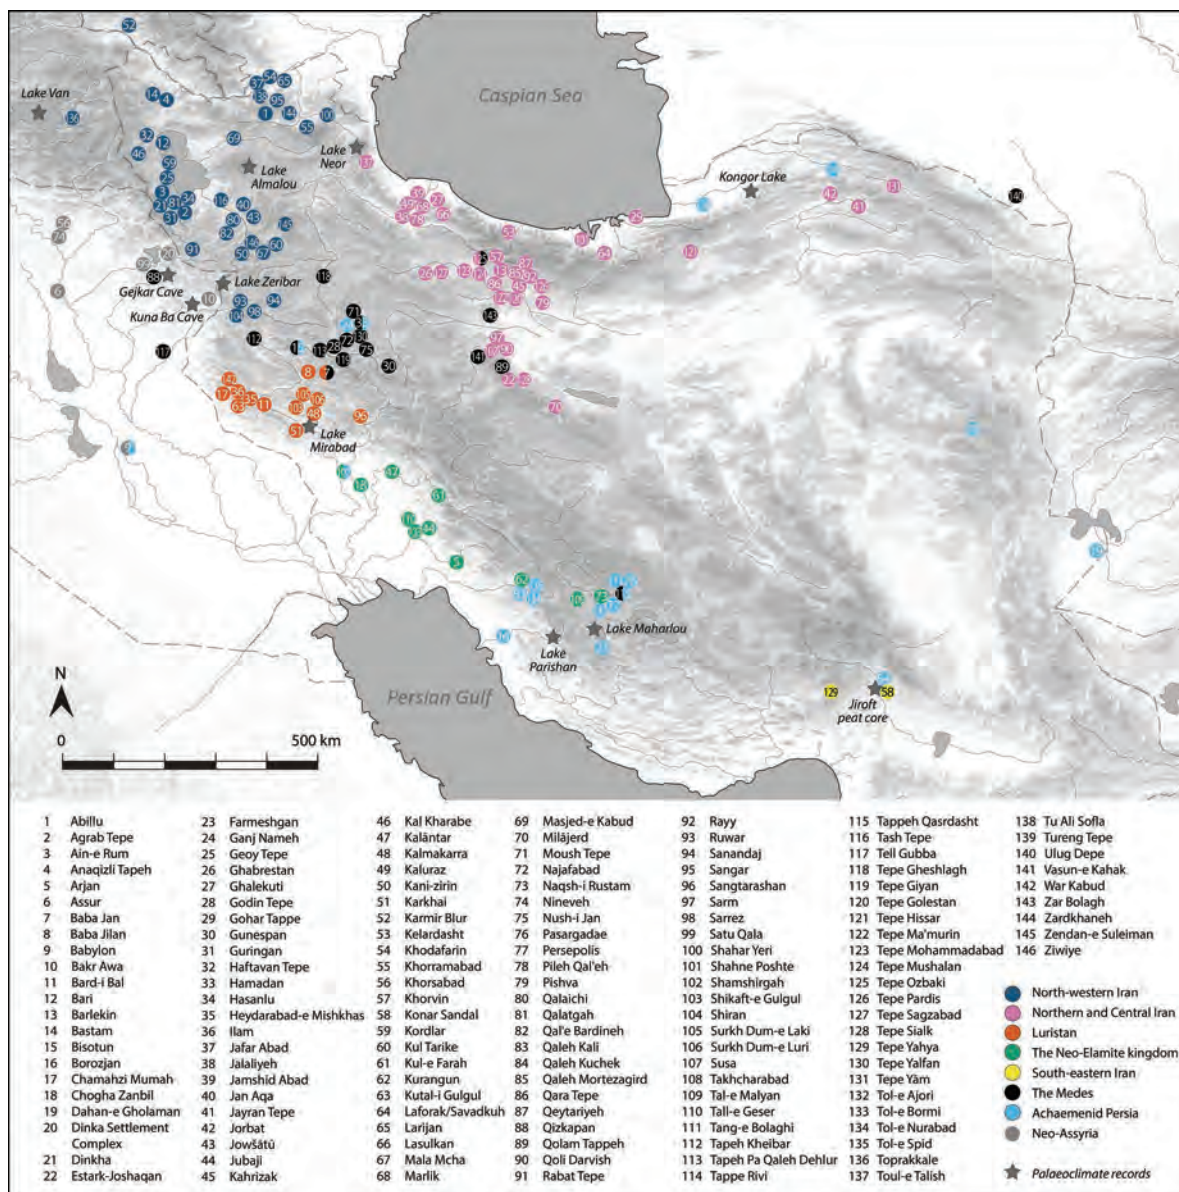 Caspian Sea
Lake Van
Lake
Neor
Lake
Almalou
Kongor Lake
Lake Zeribar
Gejkar Cave
Kuna Ba Cave
Lake
Mirabad
Lake Maharlou
Lake
Parishan
Persian Gulf
Jiroft
peat core
N
0 500 km
1 Abillu
2 Agrab Tepe
3 Ain-e Rum
4 Anaqizli Tapeh
5 Arjan
6 Assur
7 Baba Jan
8 Baba Jilan
9 Babylon
10 Bakr Awa
11 Bard-i Bal
12 Bari
13 Barlekin
14 Bastam
15 Bisotun
16 Borozjan
17 Chamahzi Mumah
18 Chogha Zanbil
19 Dahan-e Gholaman
20 Dinka Settlement
Complex
21 Dinkha
22 Estark-Joshaqan
23 Farmeshgan
24 Ganj Nameh
25 Geoy Tepe
26 Ghabrestan
27 Ghalekuti
28 Godin Tepe
29 Gohar Tappe
30 Gunespan
31 Guringan
32 Haftavan Tepe
33 Hamadan
34 Hasanlu
35 Heydarabad-e Mishkhas
36 Ilam
37 Jafar Abad
38 Jalaliyeh
39 Jamshid Abad
40 Jan Aqa
41 Jayran Tepe
42 Jorbat
43 Jowšātū
44 Jubaji
45 Kahrizak
46 Kal Kharabe
47 Kalāntar
48 Kalmakarra
49 Kaluraz
50 Kani-zirin
51 Karkhai
52 Karmir Blur
53 Kelardasht
54 Khodafarin
55 Khorramabad
56 Khorsabad
57 Khorvin
58 Konar Sandal
59 Kordlar
60 Kul Tarike
61 Kul-e Farah
62 Kurangun
63 Kutal-i Gulgul
64 Laforak/Savadkuh
65 Larijan
66 Lasulkan
67 Mala Mcha
68 Marlik
69 Masjed-e Kabud
70 Milājerd
71 Moush Tepe
72 Najafabad
73 Naqsh-i Rustam
74 Nineveh
75 Nush-i Jan
76 Pasargadae
77 Persepolis
78 Pileh Qal'eh
79 Pishva
80 Qalaichi
81 Qalatgah
82 Qal'e Bardineh
83 Qaleh Kali
84 Qaleh Kuchek
85 Qaleh Mortezagird
86 Qara Tepe
87 Qeytariyeh
88 Qizkapan
89 Qolam Tappeh
90 Qoli Darvish
91 Rabat Tepe
92 Rayy
93 Ruwar
94 Sanandaj
95 Sangar
96 Sangtarashan
97 Sarm
98 Sarrez
99 Satu Qala
100 Shahar Yeri
101 Shahne Poshte
102 Shamshirgah
103 Shikaft-e Gulgul
104 Shiran
105 Surkh Dum-e Laki
106 Surkh Dum-e Luri
107 Susa
108 Takhcharabad
109 Tal-e Malyan
110 Tall-e Geser
111 Tang-e Bolaghi
112 Tapeh Kheibar
113 Tapeh Pa Qaleh Dehlur
114 Tappe Rivi
115 Tappeh Qasrdasht
116 Tash Tepe
117 Tell Gubba
118 Tepe Gheshlagh
119 Tepe Giyan
120 Tepe Golestan
121 Tepe Hissar
122 Tepe Ma'murin
123 Tepe Mohammadabad
124 Tepe Mushalan
125 Tepe Ozbaki
126 Tepe Pardis
127 Tepe Sagzabad
128 Tepe Sialk
129 Tepe Yahya
130 Tepe Yalfan
131 Tepe Yām
132 Tol-e Ajori
133 Tol-e Bormi
134 Tol-e Nurabad
135 Tol-e Spid
136 Toprakkale
137 Toul-e Talish
138 Tu Ali Sofla
139 Tureng Tepe
140 Ulug Depe
141 Vasun-e Kahak
142 War Kabud
143 Zar Bolagh
144 Zardkhaneh
145 Zendan-e Suleiman
146 Ziwiye
North-western Iran
Northern and Central Iran
Luristan
The Neo-Elamite kingdom
South-eastern Iran
The Medes
Achaemenid Persia
Neo-Assyria
Palaeoclimate records